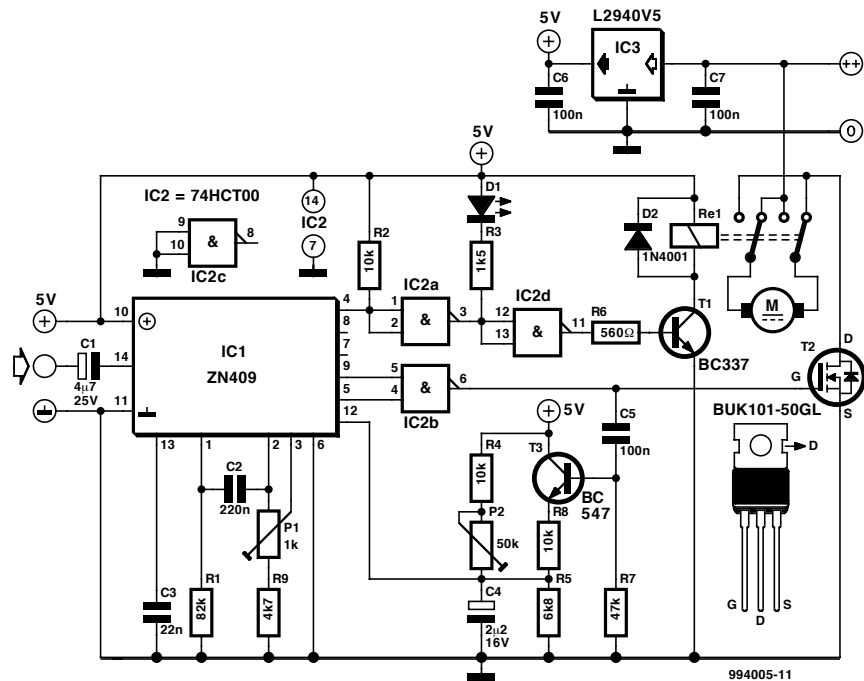 L2940V5
5V
IC3
++
C6
100n
C7
100n
0
5V
IC2 = 74HCT00
9
10
&
8
IC2c
14
IC2
7
D1
R2
10k
R3
1k5
D2
1N4001
Re1
M
5V
10
4
8
7
9
5
12
IC1
ZN409
C1
4µ7
25V
14
11
13
1
2
3
6
IC2a
1
2
&
3
IC2d
12
13
&
11
R6
560Ω
T1
BC337
5
4
&
6
IC2b
T2
D
G
S
BUK101-50GL
D
5V
C5
100n
R4
10k
T3
BC
547
P2
50k
R8
10k
C2
220n
P1
1k
C3
22n
R1
82k
R9
4k7
C4
2µ2
16V
R5
6k8
R7
47k
G
D
S
994005-11